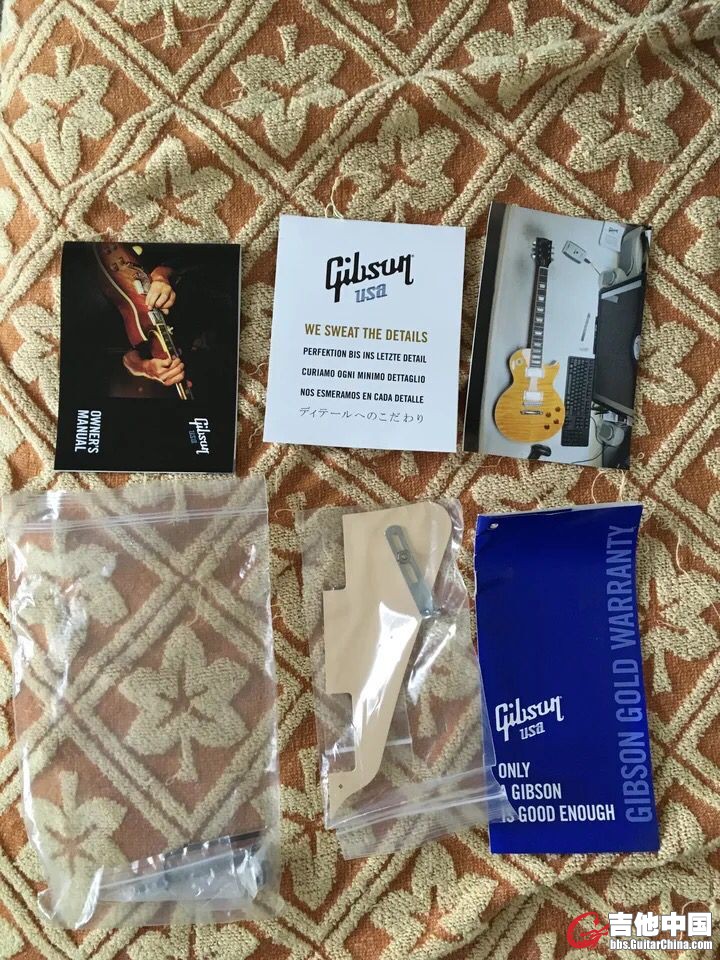 OWNER'S
MANUAL
Gibson
usa
Gibson
usa
WE SWEAT THE DETAILS
PERFEKTION BIS INS LETZTE DETAIL
CURIAMO OGNI MINIMO DETTAGLIO
NOS ESMERAMOS EN CADA DETALLE
ディテールへのこだわり
Gibson
usa
ONLY
A GIBSON
IS GOOD ENOUGH
GIBSON GOLD WARRANTY
吉他中国
bbs.GuitarChina.com